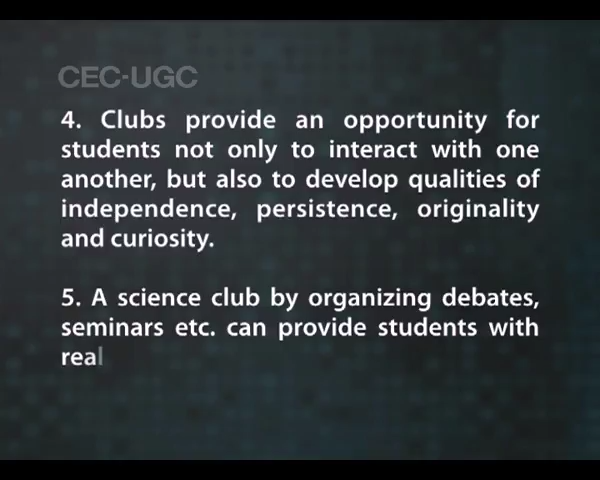 CEC-UGC
4. Clubs provide an opportunity for
students not only to interact with one
another, but also to develop qualities of
independence, persistence, originality
and curiosity.
5. A science club by organizing debates,
seminars etc. can provide students with
real